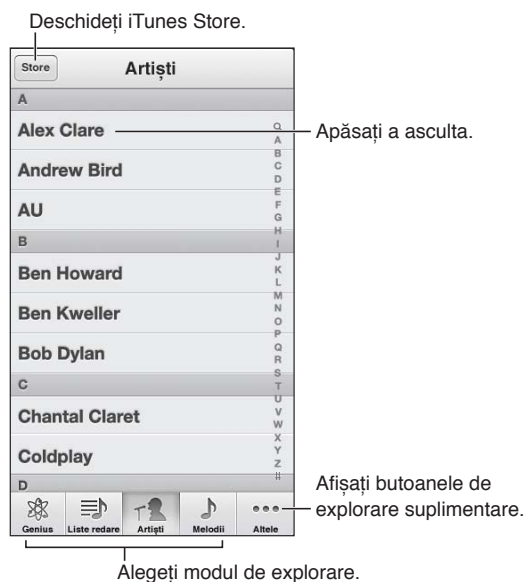 Deschideți iTunes Store.
Store
Artiști
A
Alex Clare
Apăsați a asculta.
Andrew Bird
AU
B
Ben Howard
Ben Kweller
Bob Dylan
C
Chantal Claret
Coldplay
D
A
B
C
D
E
F
G
H
I
J
K
L
M
N
O
P
Q
R
S
T
U
V
W
X
Y
Z
#
Afișați butoanele de
explorare suplimentare.
Genius Liste redare Artiști Melodii Altele
Alegeți modul de explorare.